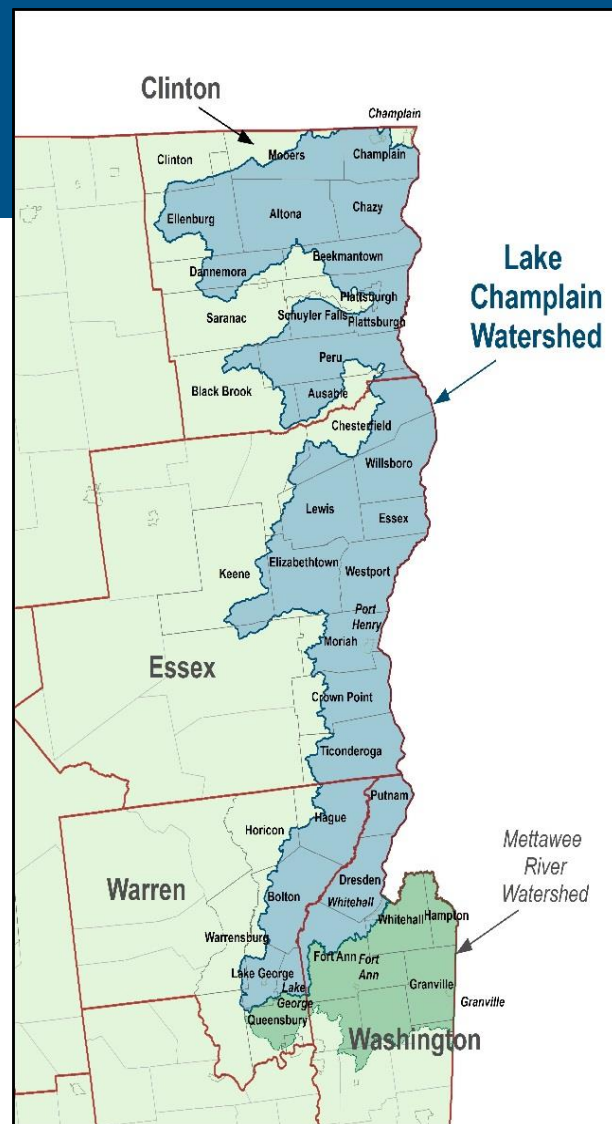 Clinton
Champlain
Clinton
Mooers
Champlain
Ellenburg
Altona
Chazy
Beekmantown
Dannemora
Plattsburgh
Saranac
Schuyler Falls
Plattsburgh
Peru
Black Brook
Ausable
Chesterfield
Lake
Champlain
Watershed
Willsboro
Lewis
Essex
Keene
Elizabethtown
Westport
Port
Henry
Moriah
Essex
Crown Point
Ticonderoga
Putnam
Hague
Horicon
Warren
Dresden
Bolton
Whitehall
Mettawee
River
Watershed
Whitehall
Hampton
Warrensburg
Fort Ann
Fort
Ann
Lake George
Lake
George
Granville
Granville
Queensbury
Washington